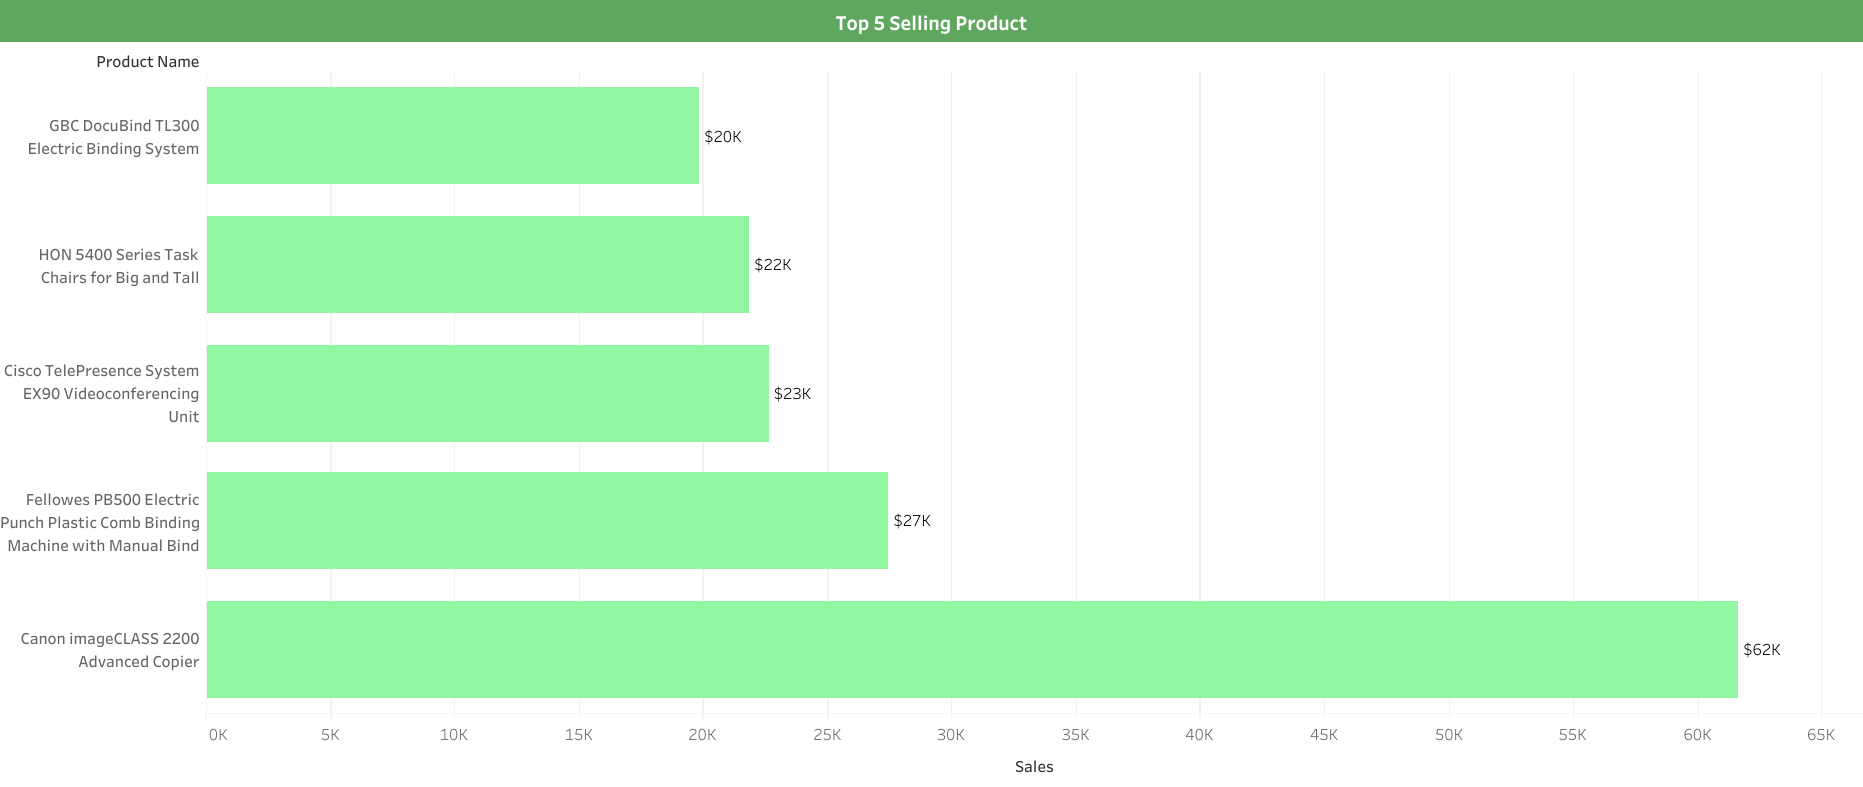 Top 5 Selling Product
Product Name
GBC DocuBind TL300
Electric Binding System
$20K
HON 5400 Series Task
Chairs for Big and Tall
$22K
Cisco TelePresence System
EX90 Videoconferencing
Unit
$23K
Fellowes PB500 Electric
Punch Plastic Comb Binding
Machine with Manual Bind
$27K
Canon imageCLASS 2200
Advanced Copier
$62K
0K 5K 10K 15K 20K 25K 30K 35K 40K 45K 50K 55K 60K 65K
Sales